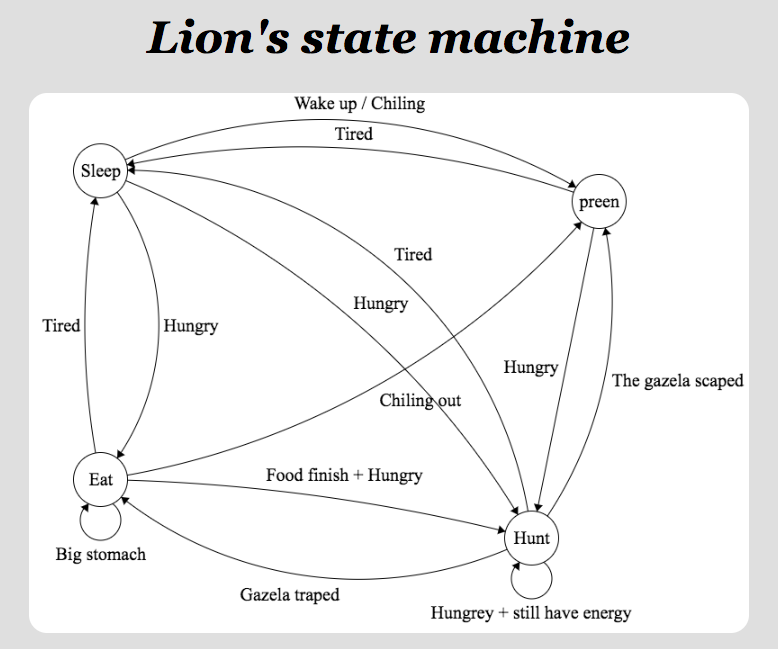 Lion's state machine
Wake up / Chiling
Tired
Sleep
preen
Tired
Hungry
Tired
Hungry
Hungry
The gazela scaped
Chiling out
Food finish + Hungry
Eat
Hunt
Big stomach
Gazela traped
Hungrey + still have energy